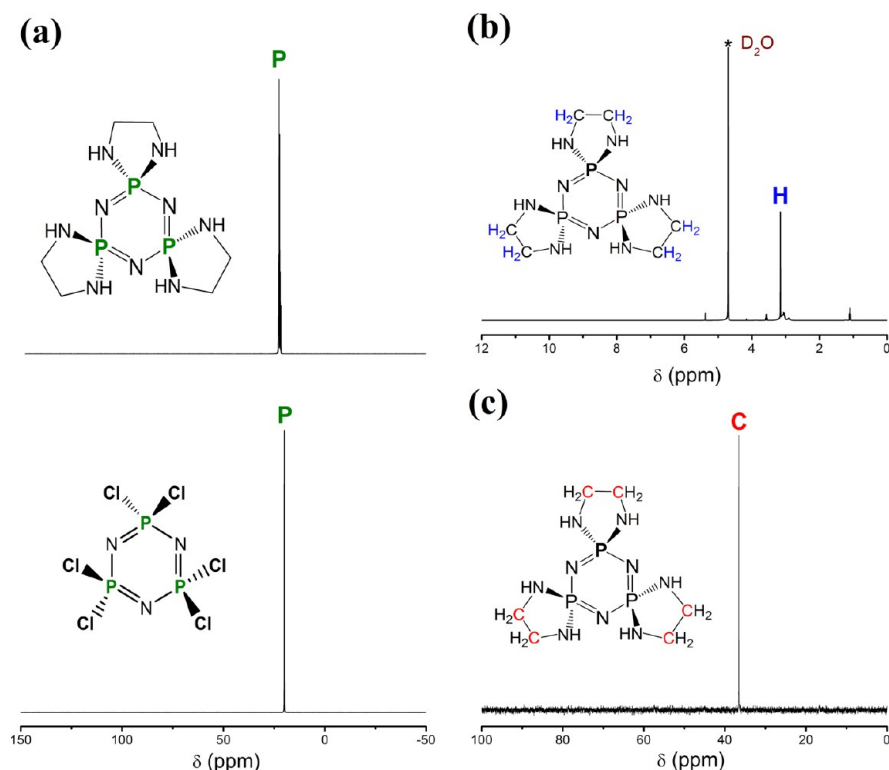 (a)
P
HN
NH
P
N
N
HN
P
P
HN
NH
N
HN
P
Cl
Cl
P
N
N
Cl
P
P
Cl
Cl
N
Cl
150 100 50 0 -50
δ (ppm)
(b)
* D₂O
H₂C CH₂
HN NH
P
N
N
HN
P
P
NH
H₂C
CH₂
H₂C
NH
N
HN
CH₂
H
12 10 8 6 4 2 0
δ (ppm)
(c)
C
H₂C CH₂
HN NH
P
N
N
HN
P
P
NH
H₂C
CH₂
H₂C
NH
N
HN
CH₂
100 80 60 40 20 0
δ (ppm)